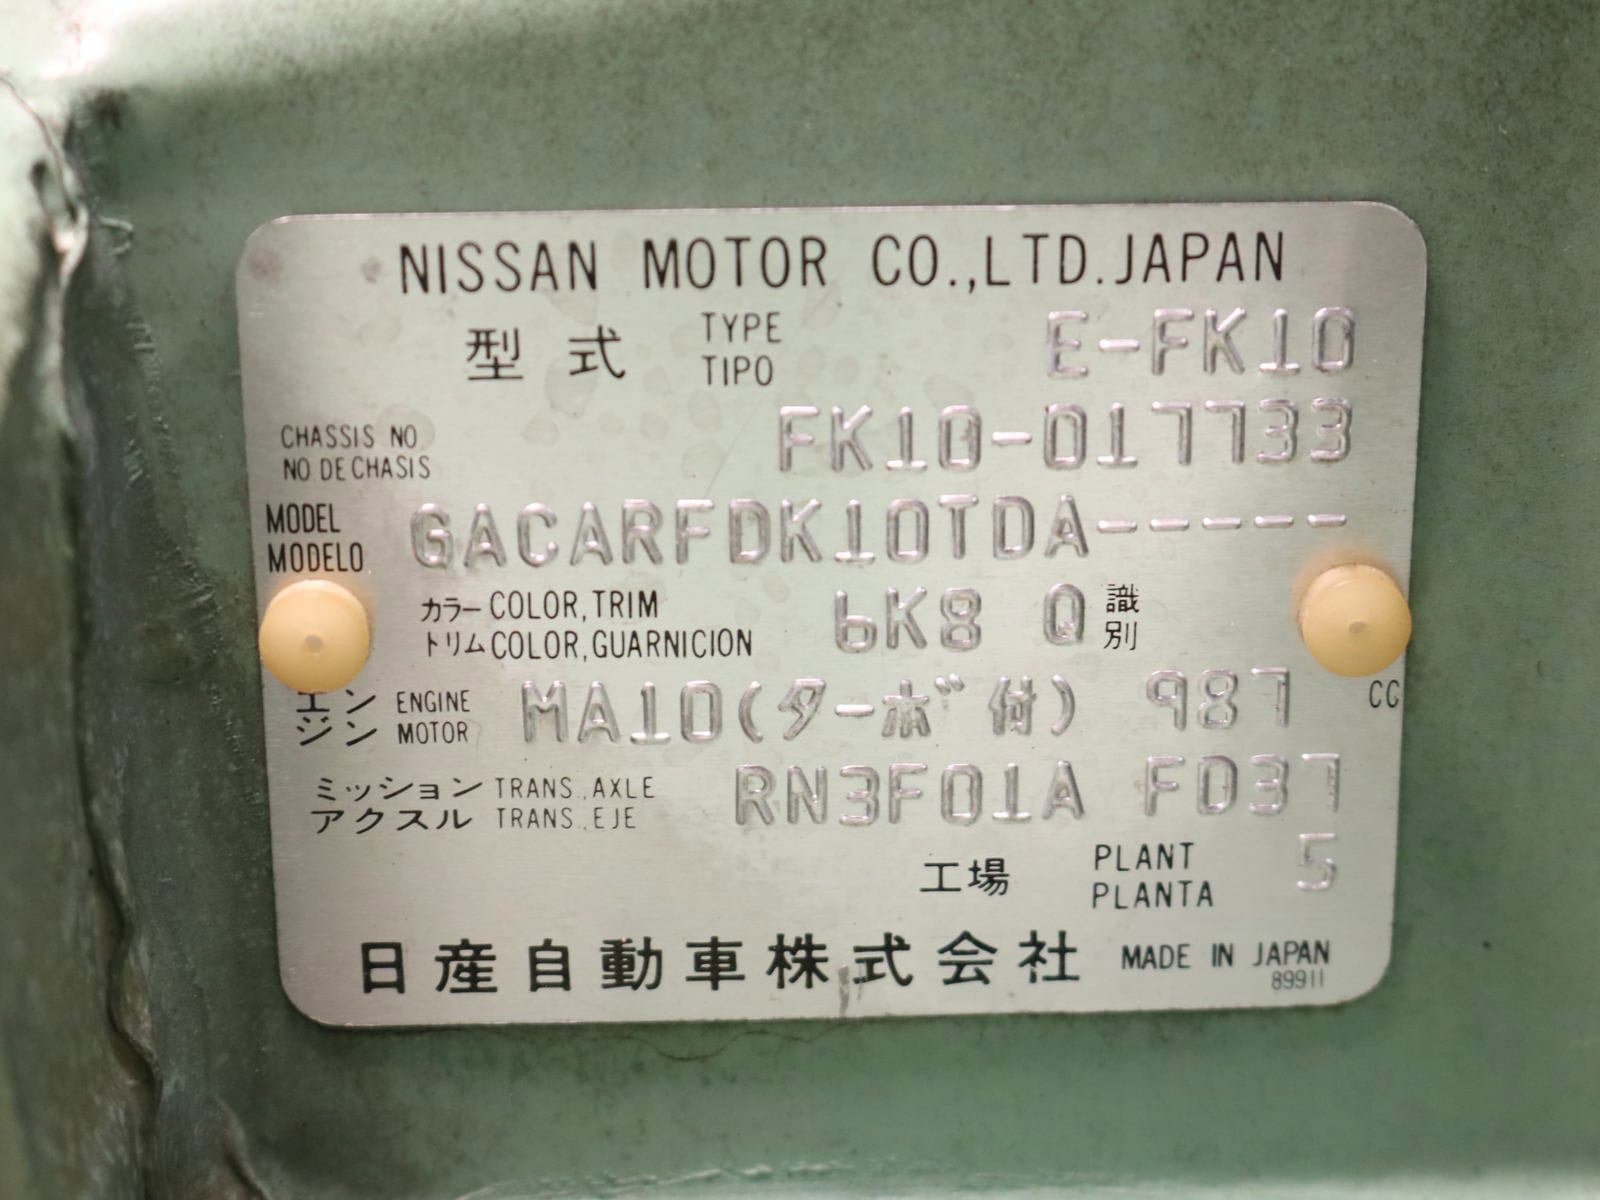 NISSAN MOTOR CO.,LTD.JAPAN
型式 TYPE TIPO E-FK10
CHASSIS NO. NO DE CHASIS FK10-017733
MODEL MODELO GACARFDK10TDA-----
カラー COLOR,TRIM トリム COLOR,GUARNICION 6K8 Q 識別
エンジン ENGINE MOTOR MA10(ターボ付) 987 CC
ミッション TRANS.,AXLE アクスル TRANS.,EJE RN3F01A F037
工場 PLANT PLANTA 5
日産自動車株式会社 MADE IN JAPAN
89911